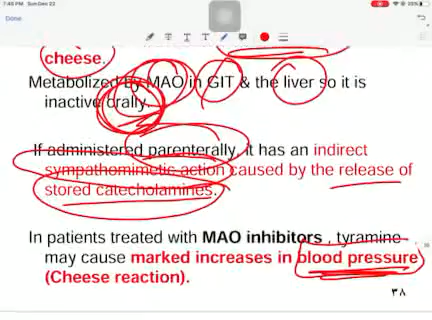 7:45 PM Sun Dec 22
Done
cheese.
Metabolized by MAO in GIT & the liver so it is
inactive orally.
If administered parenterally, it has an indirect
sympathomimetic action caused by the release of
stored catecholamines.
In patients treated with MAO inhibitors , tyramine
may cause marked increases in blood pressure
(Cheese reaction).
٣٨